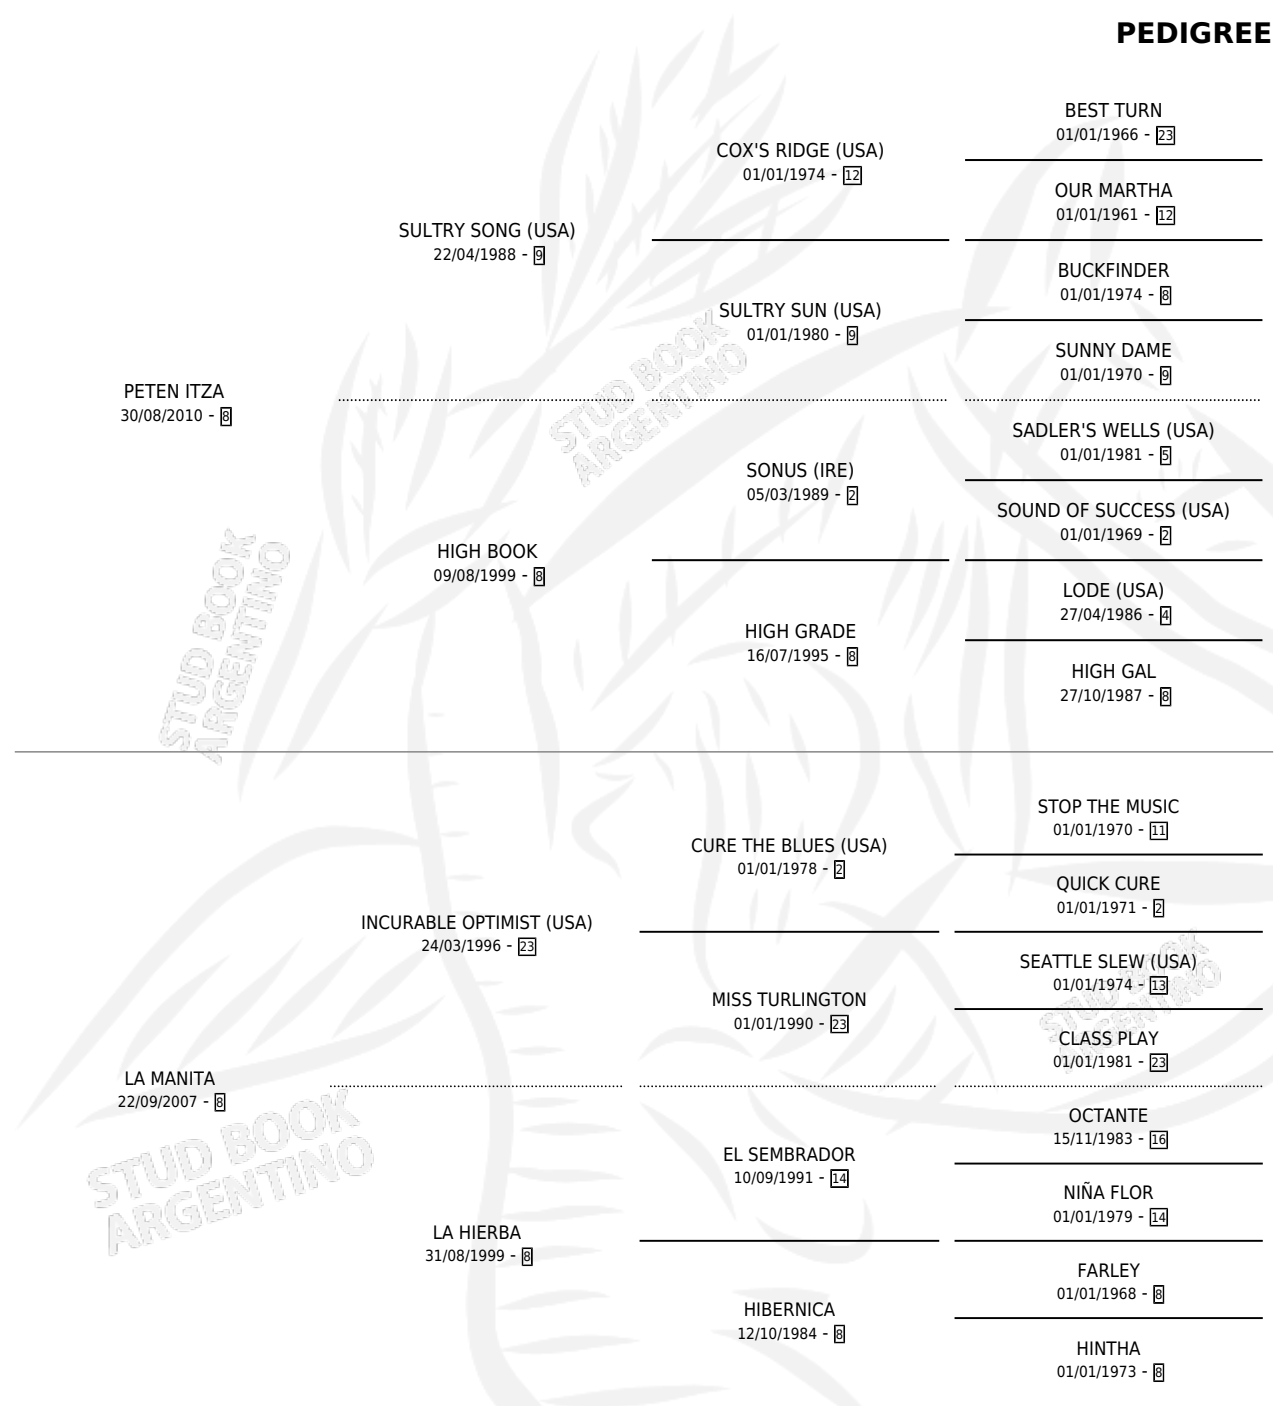 PEDIGREE
BEST TURN
01/01/1966 - 23
COX'S RIDGE (USA)
01/01/1974 - 12
OUR MARTHA
01/01/1961 - 12
SULTRY SONG (USA)
22/04/1988 - 9
BUCKFINDER
01/01/1974 - 8
SULTRY SUN (USA)
01/01/1980 - 9
SUNNY DAME
01/01/1970 - 9
PETEN ITZA
30/08/2010 - 8
SADLER'S WELLS (USA)
01/01/1981 - 5
SONUS (IRE)
05/03/1989 - 2
SOUND OF SUCCESS (USA)
01/01/1969 - 2
HIGH BOOK
09/08/1999 - 8
LODE (USA)
27/04/1986 - 4
HIGH GRADE
16/07/1995 - 8
HIGH GAL
27/10/1987 - 8
STUD BOOK
ARGENTINO
STUD BOOK
ARGENTINO
STOP THE MUSIC
01/01/1970 - 11
CURE THE BLUES (USA)
01/01/1978 - 2
QUICK CURE
01/01/1971 - 2
INCURABLE OPTIMIST (USA)
24/03/1996 - 23
SEATTLE SLEW (USA)
01/01/1974 - 13
MISS TURLINGTON
01/01/1990 - 23
CLASS PLAY
01/01/1981 - 23
LA MANITA
22/09/2007 - 8
OCTANTE
15/11/1983 - 16
EL SEMBRADOR
10/09/1991 - 14
NIÑA FLOR
01/01/1979 - 14
LA HIERBA
31/08/1999 - 8
FARLEY
01/01/1968 - 8
HIBERNICA
12/10/1984 - 8
HINTHA
01/01/1973 - 8
STUD BOOK
ARGENTINO
STUD BOOK
ARGENTINO